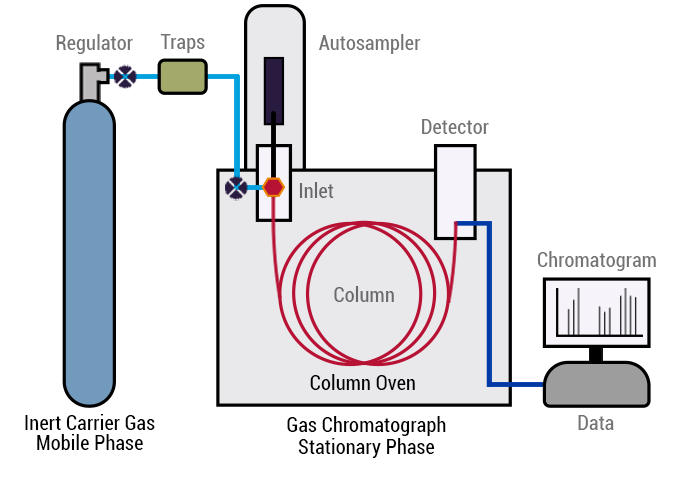 Regulator
Traps
Autosampler
Detector
Inlet
Chromatogram
Column
Column Oven
Inert Carrier Gas
Mobile Phase
Gas Chromatograph
Stationary Phase
Data